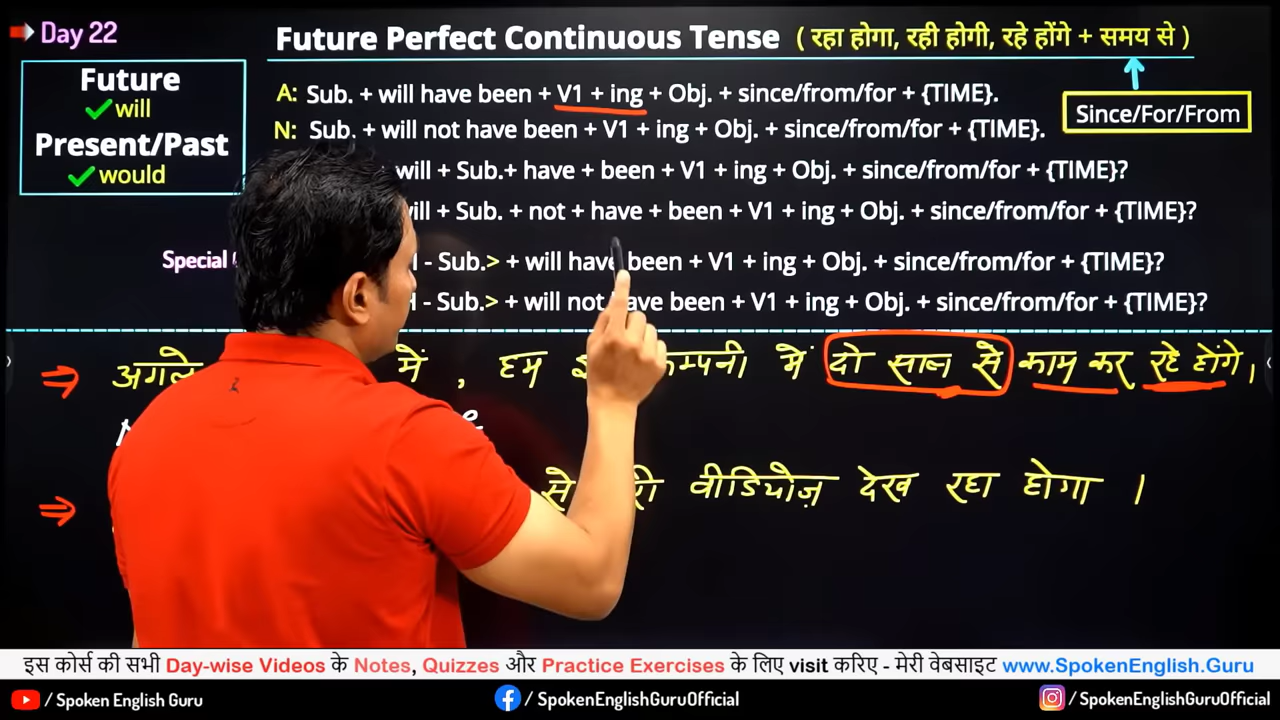 Day 22
Future Perfect Continuous Tense ( रहा होगा, रही होगी, रहे होंगे + समय से )
Future
will
Present/Past
would
A: Sub. + will have been + V1 + ing + Obj. + since/from/for + {TIME}.
Since/For/From
N: Sub. + will not have been + V1 + ing + Obj. + since/from/for + {TIME}.
will + Sub.+ have + been + V1 + ing + Obj. + since/from/for + {TIME}?
+ Sub. + not + have + been + V1 + ing + Obj. + since/from/for + {TIME}?
Special
- Sub.> + will have been + V1 + ing + Obj. + since/from/for + {TIME}?
- Sub.> + will not have been + V1 + ing + Obj. + since/from/for + {TIME}?
⇒ अगले में , हम कम्पनी में दो साल से काम कर रहे होंगे ।
⇒ से वीडियोज़ देख रहा होगा ।
इस कोर्स की सभी Day-wise Videos के Notes, Quizzes और Practice Exercises के लिए visit करिए - मेरी वेबसाइट www.SpokenEnglish.Guru
/ Spoken English Guru
/ SpokenEnglishGuruOfficial
/ SpokenEnglishGuruOfficial